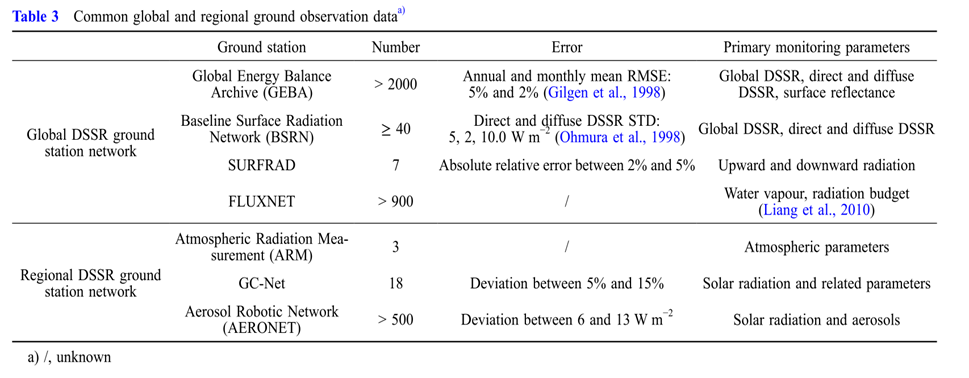 Table 3 Common global and regional ground observation data^a)
Ground station Number Error Primary monitoring parameters
Global DSSR ground
station network
Global Energy Balance
Archive (GEBA)
> 2000
Annual and monthly mean RMSE:
5% and 2% (Gilgen et al., 1998)
Global DSSR, direct and diffuse
DSSR, surface reflectance
Baseline Surface Radiation
Network (BSRN)
≥ 40
Direct and diffuse DSSR STD:
5, 2, 10.0 W m⁻² (Ohmura et al., 1998)
Global DSSR, direct and diffuse DSSR
SURFRAD 7 Absolute relative error between 2% and 5% Upward and downward radiation
FLUXNET > 900 /
Water vapour, radiation budget
(Liang et al., 2010)
Regional DSSR ground
station network
Atmospheric Radiation Mea-
surement (ARM)
3 / Atmospheric parameters
GC-Net 18 Deviation between 5% and 15% Solar radiation and related parameters
Aerosol Robotic Network
(AERONET)
> 500 Deviation between 6 and 13 W m⁻² Solar radiation and aerosols
a) /, unknown